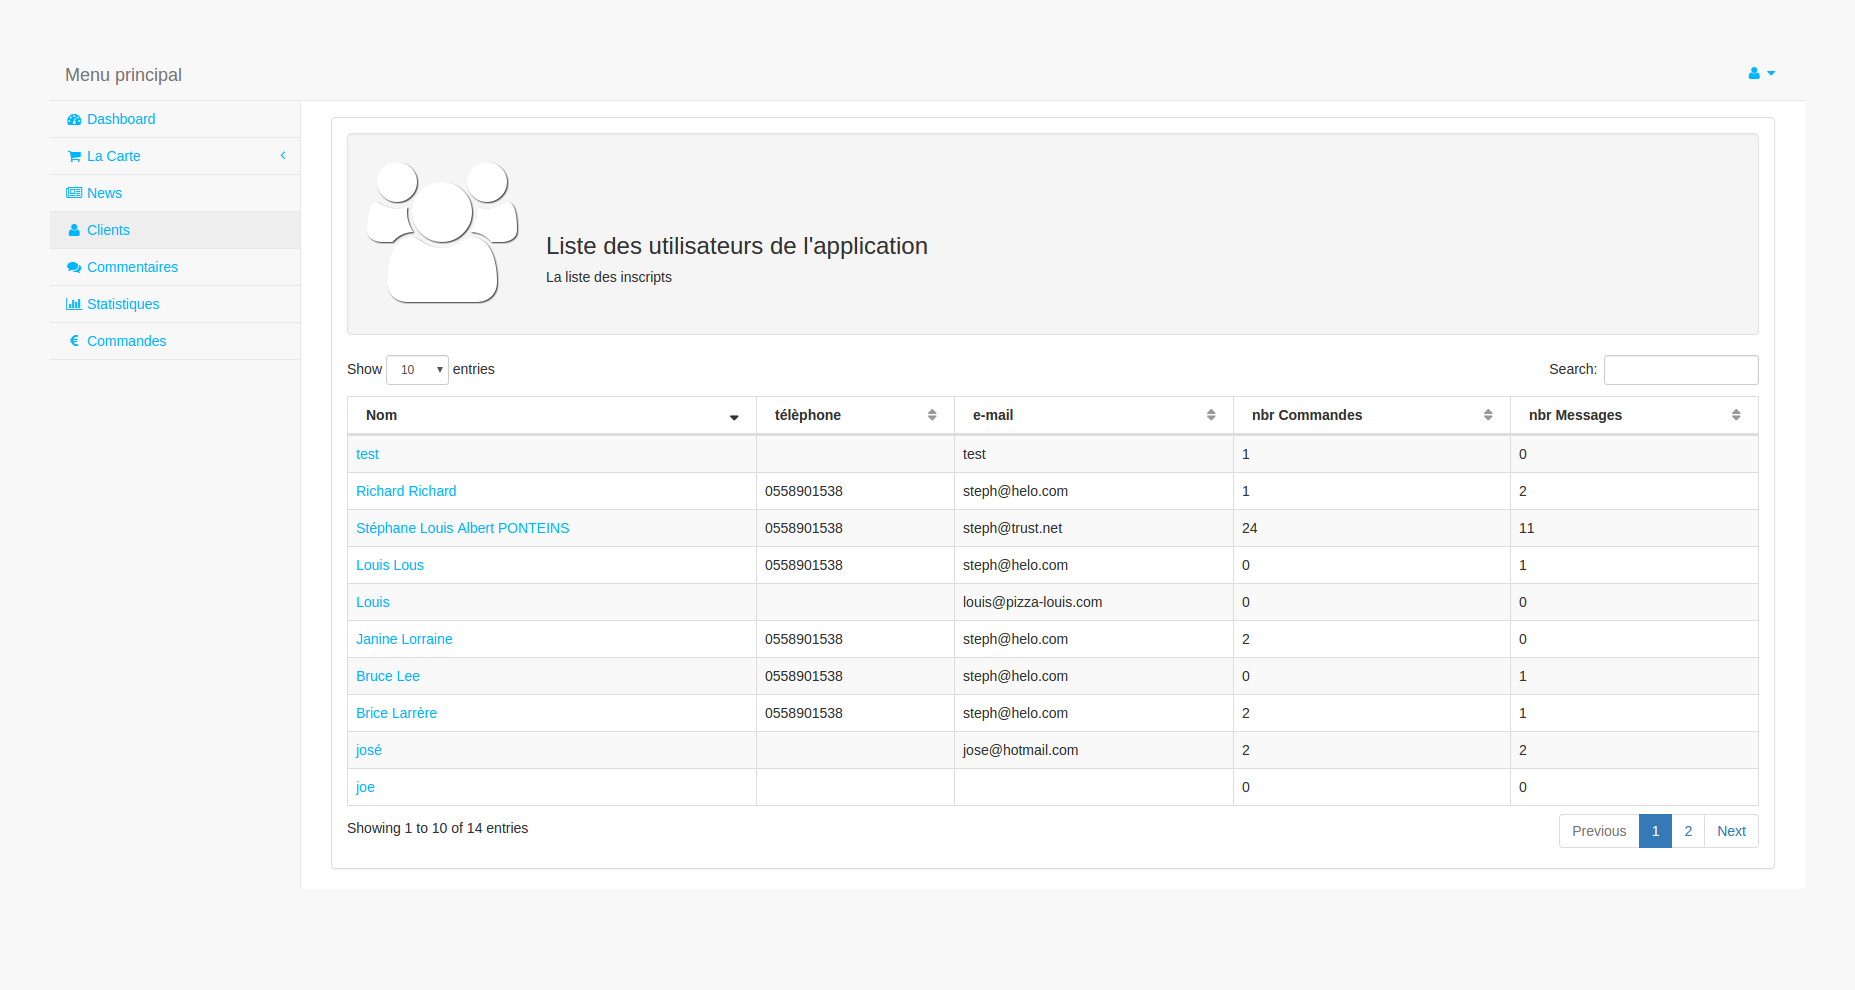 Menu principal
Dashboard
La Carte
News
Clients
Commentaires
Statistiques
€ Commandes
Liste des utilisateurs de l'application
La liste des inscripts
Show 10 entries
Search:
Nom télèphone e-mail nbr Commandes nbr Messages
test test 1 0
Richard Richard 0558901538 steph@helo.com 1 2
Stéphane Louis Albert PONTEINS 0558901538 steph@trust.net 24 11
Louis Lous 0558901538 steph@helo.com 0 1
Louis louis@pizza-louis.com 0 0
Janine Lorraine 0558901538 steph@helo.com 2 0
Bruce Lee 0558901538 steph@helo.com 0 1
Brice Larrère 0558901538 steph@helo.com 2 1
josé jose@hotmail.com 2 2
joe 0 0
Showing 1 to 10 of 14 entries
Previous 1 2 Next